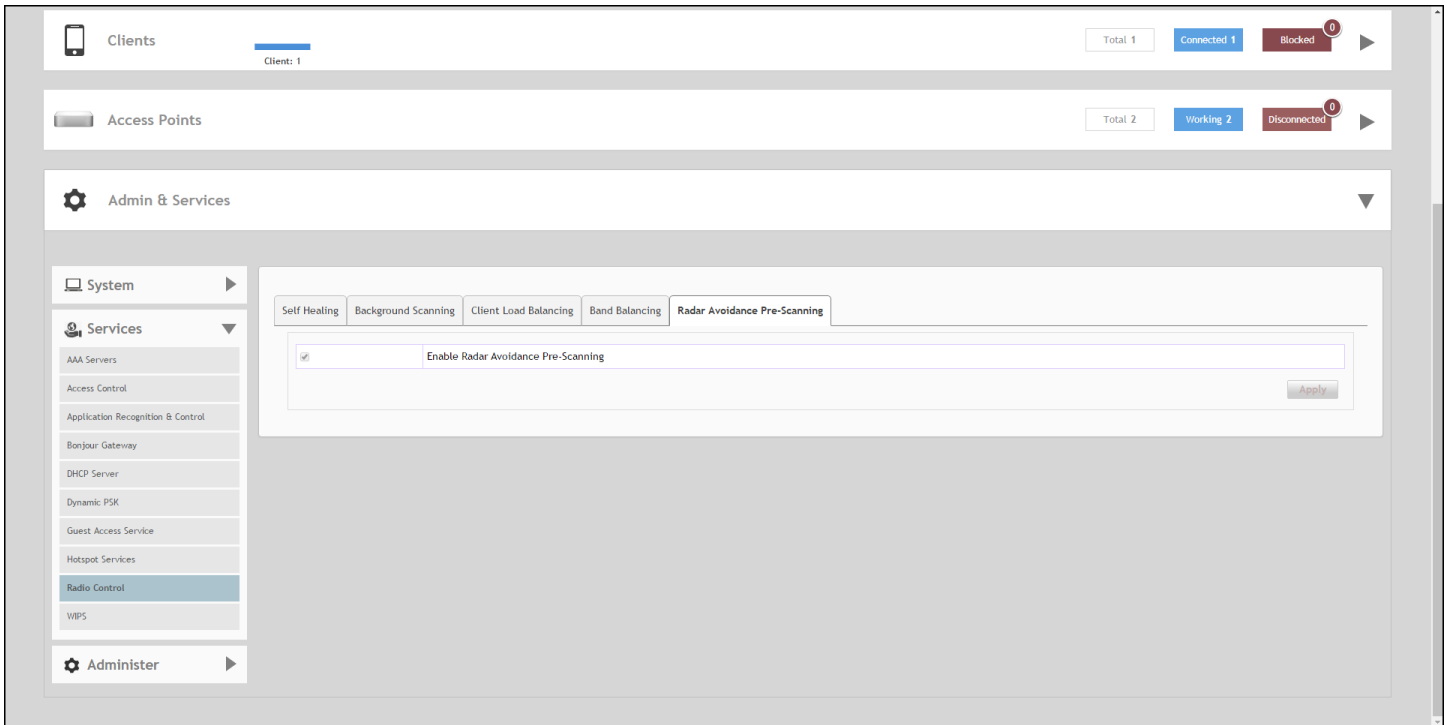 Clients
Client: 1
Total 1
Connected 1
Blocked
0
Access Points
Total 2
Working 2
Disconnected
0
Admin & Services
System
Services
AAA Servers
Access Control
Application Recognition & Control
Bonjour Gateway
DHCP Server
Dynamic PSK
Guest Access Service
Hotspot Services
Radio Control
WIPS
Administer
Self Healing
Background Scanning
Client Load Balancing
Band Balancing
Radar Avoidance Pre-Scanning
Enable Radar Avoidance Pre-Scanning
Apply